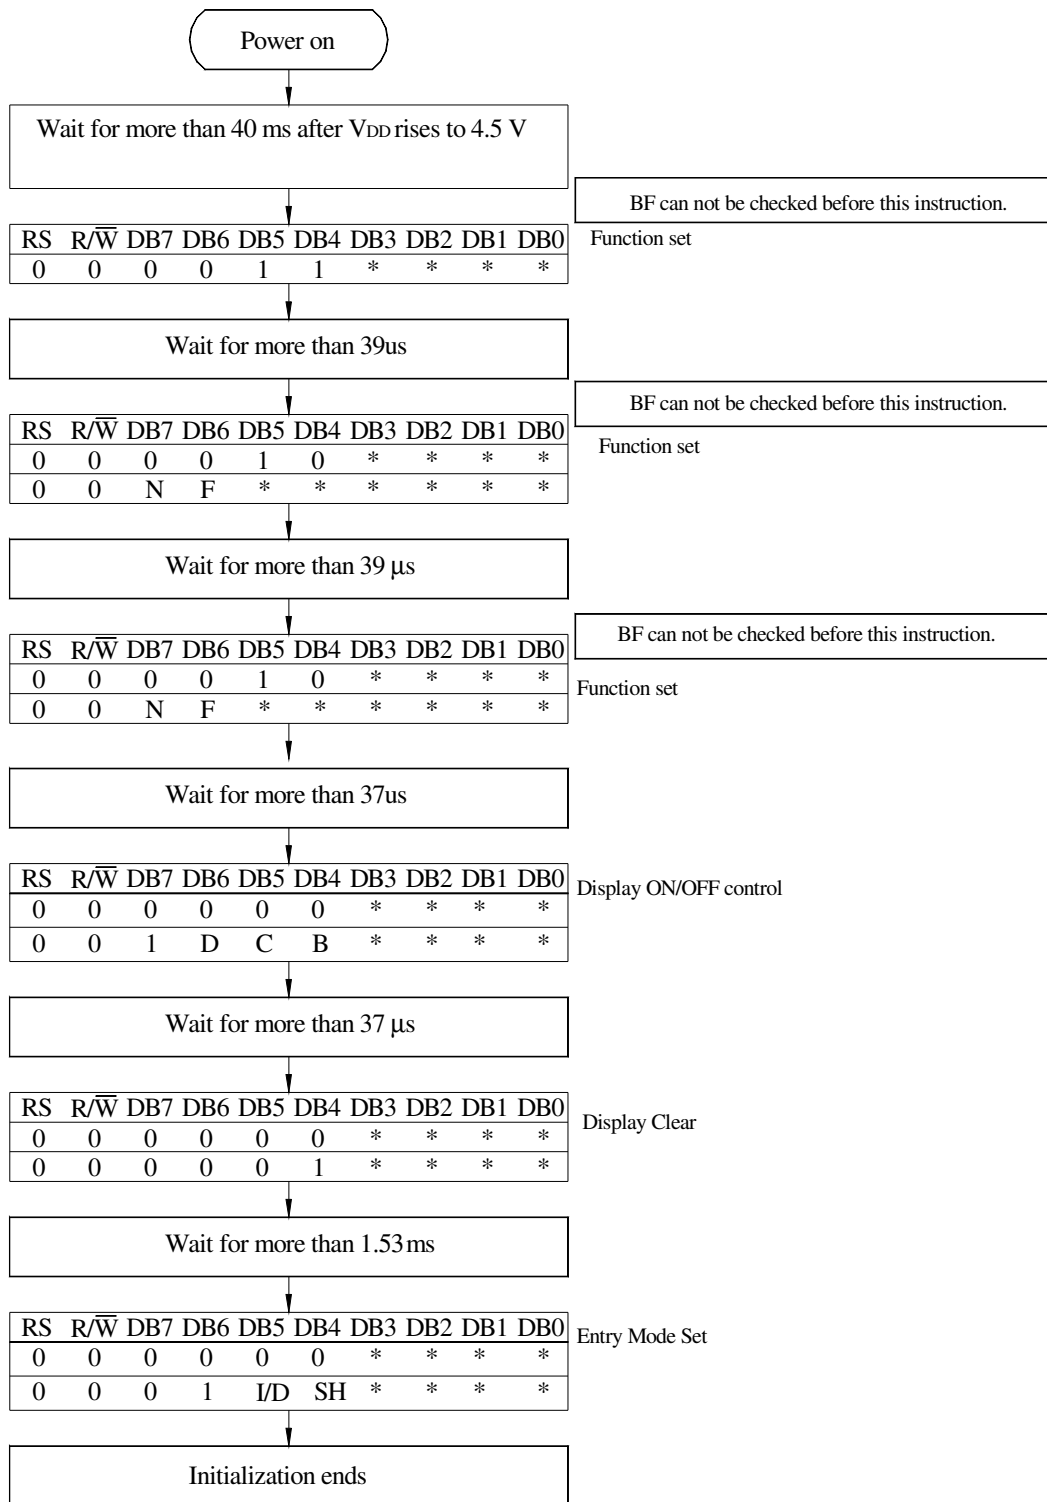 Power on
Wait for more than 40 ms after VDD rises to 4.5 V
BF can not be checked before this instruction.
RS R/W̅ DB7 DB6 DB5 DB4 DB3 DB2 DB1 DB0
Function set
0 0 0 0 1 1 * * * *
Wait for more than 39us
BF can not be checked before this instruction.
RS R/W̅ DB7 DB6 DB5 DB4 DB3 DB2 DB1 DB0
Function set
0 0 0 0 1 0 * * * *
0 0 N F * * * * * *
Wait for more than 39 µs
BF can not be checked before this instruction.
RS R/W̅ DB7 DB6 DB5 DB4 DB3 DB2 DB1 DB0
0 0 0 0 1 0 * * * *
Function set
0 0 N F * * * * * *
Wait for more than 37us
RS R/W̅ DB7 DB6 DB5 DB4 DB3 DB2 DB1 DB0
Display ON/OFF control
0 0 0 0 0 0 * * * *
0 0 1 D C B * * * *
Wait for more than 37 µs
RS R/W̅ DB7 DB6 DB5 DB4 DB3 DB2 DB1 DB0
Display Clear
0 0 0 0 0 0 * * * *
0 0 0 0 0 1 * * * *
Wait for more than 1.53ms
RS R/W̅ DB7 DB6 DB5 DB4 DB3 DB2 DB1 DB0
Entry Mode Set
0 0 0 0 0 0 * * * *
0 0 0 1 I/D SH * * * *
Initialization ends